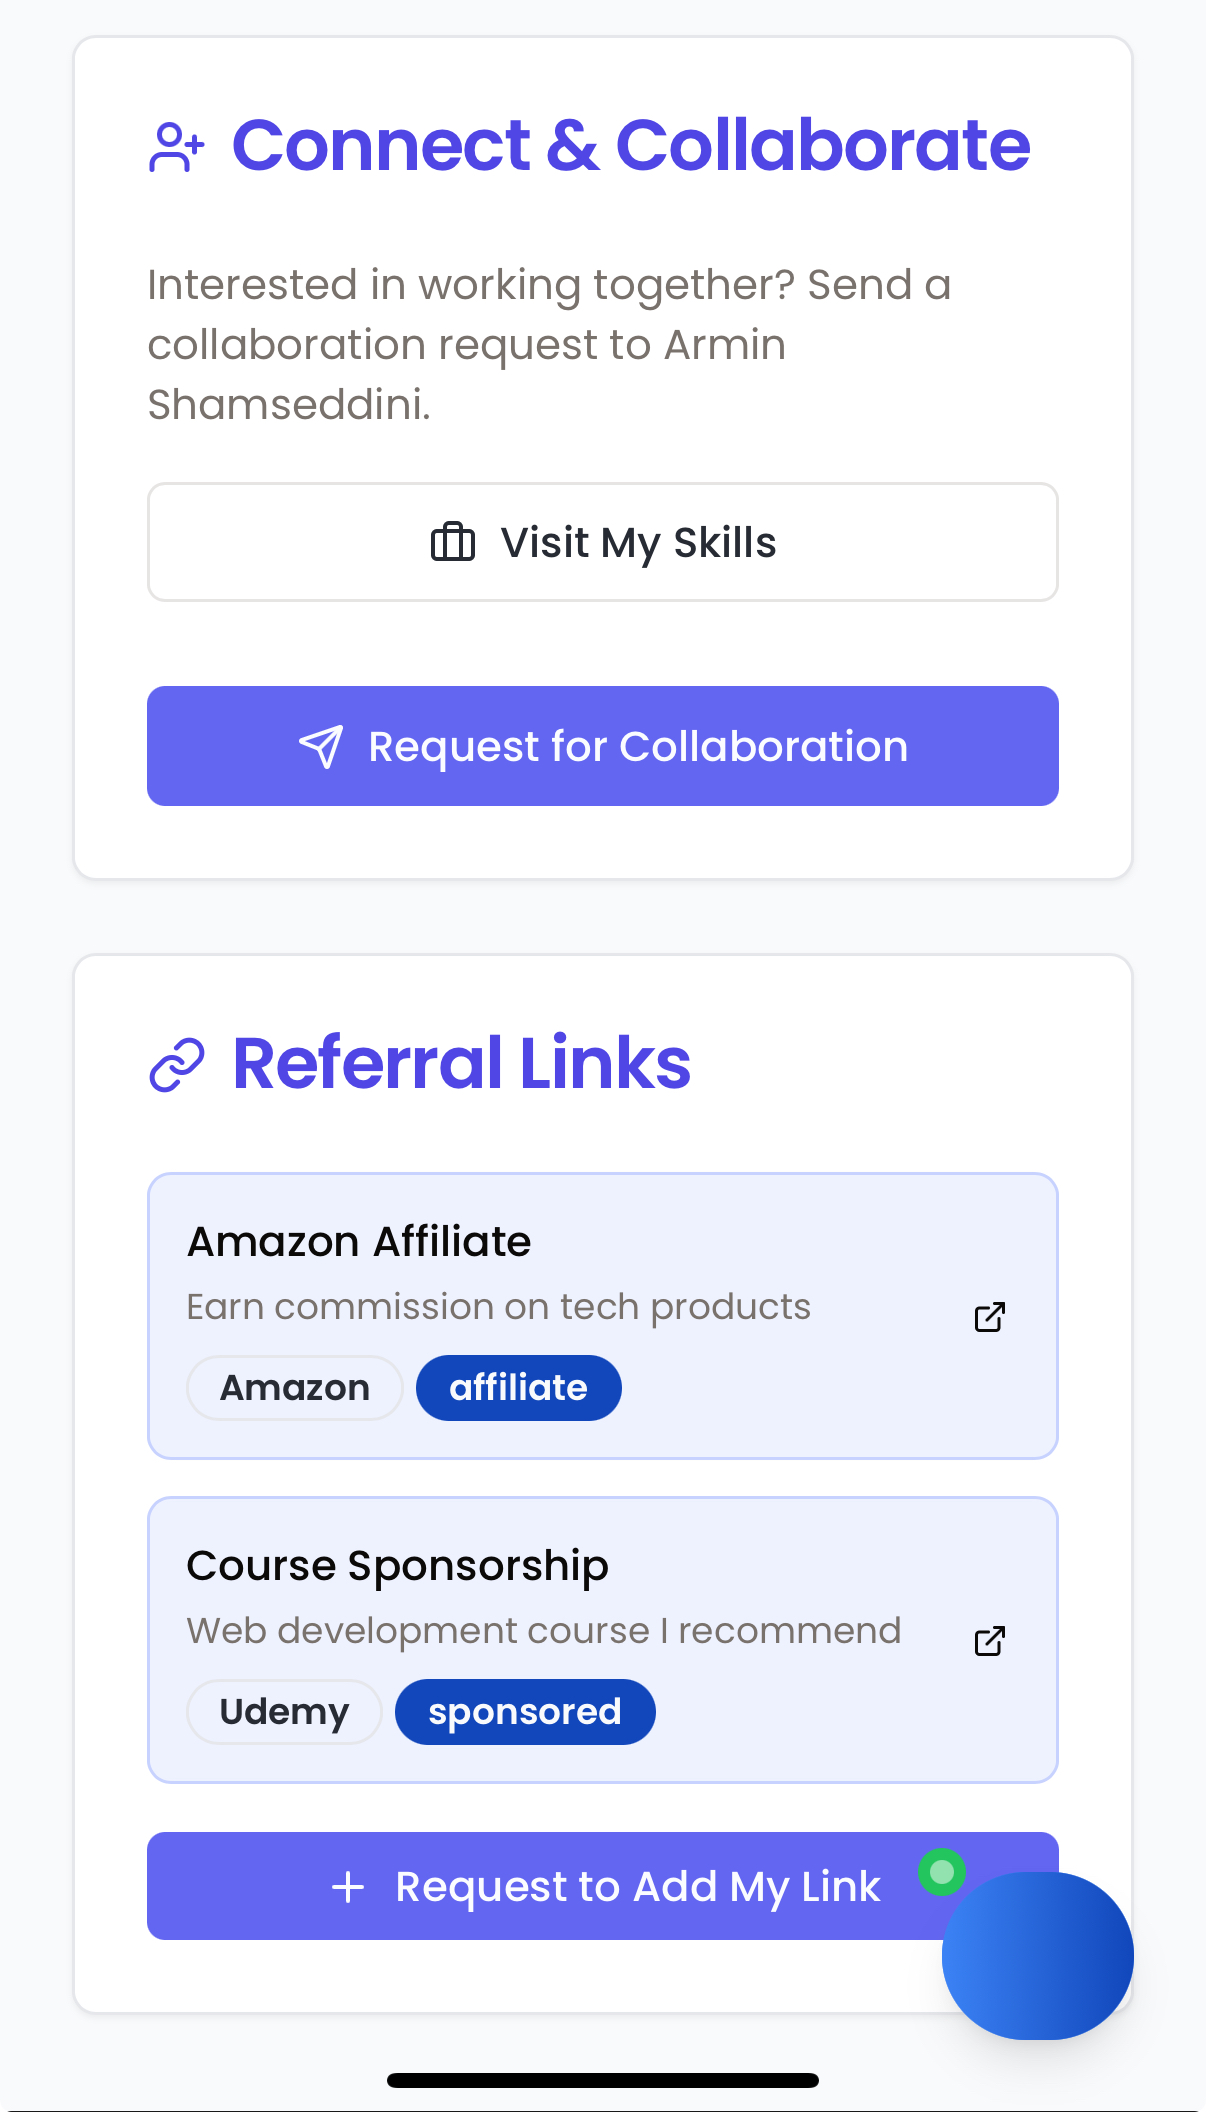 Connect & Collaborate
Interested in working together? Send a
collaboration request to Armin
Shamseddini.
Visit My Skills
Request for Collaboration
Referral Links
Amazon Affiliate
Earn commission on tech products
Amazon affiliate
Course Sponsorship
Web development course I recommend
Udemy sponsored
Request to Add My Link